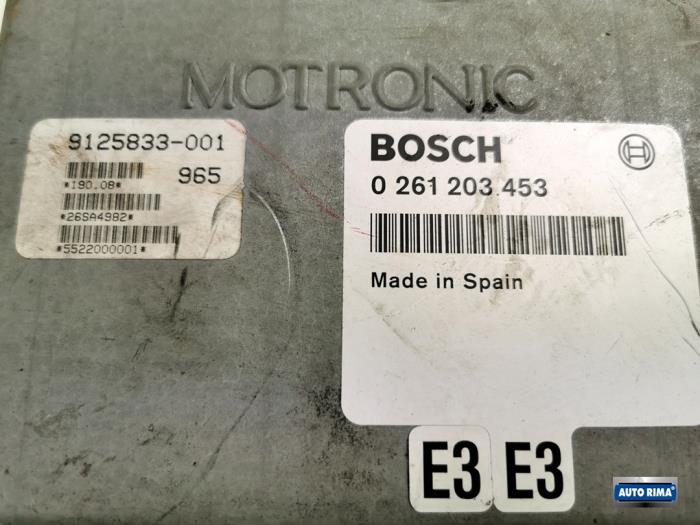 MOTRONIC
9125833-001
965
*190.08*
*26SA4982*
*5522000001*
BOSCH
0 261 203 453
Made in Spain
E3 E3
AUTO RIMA